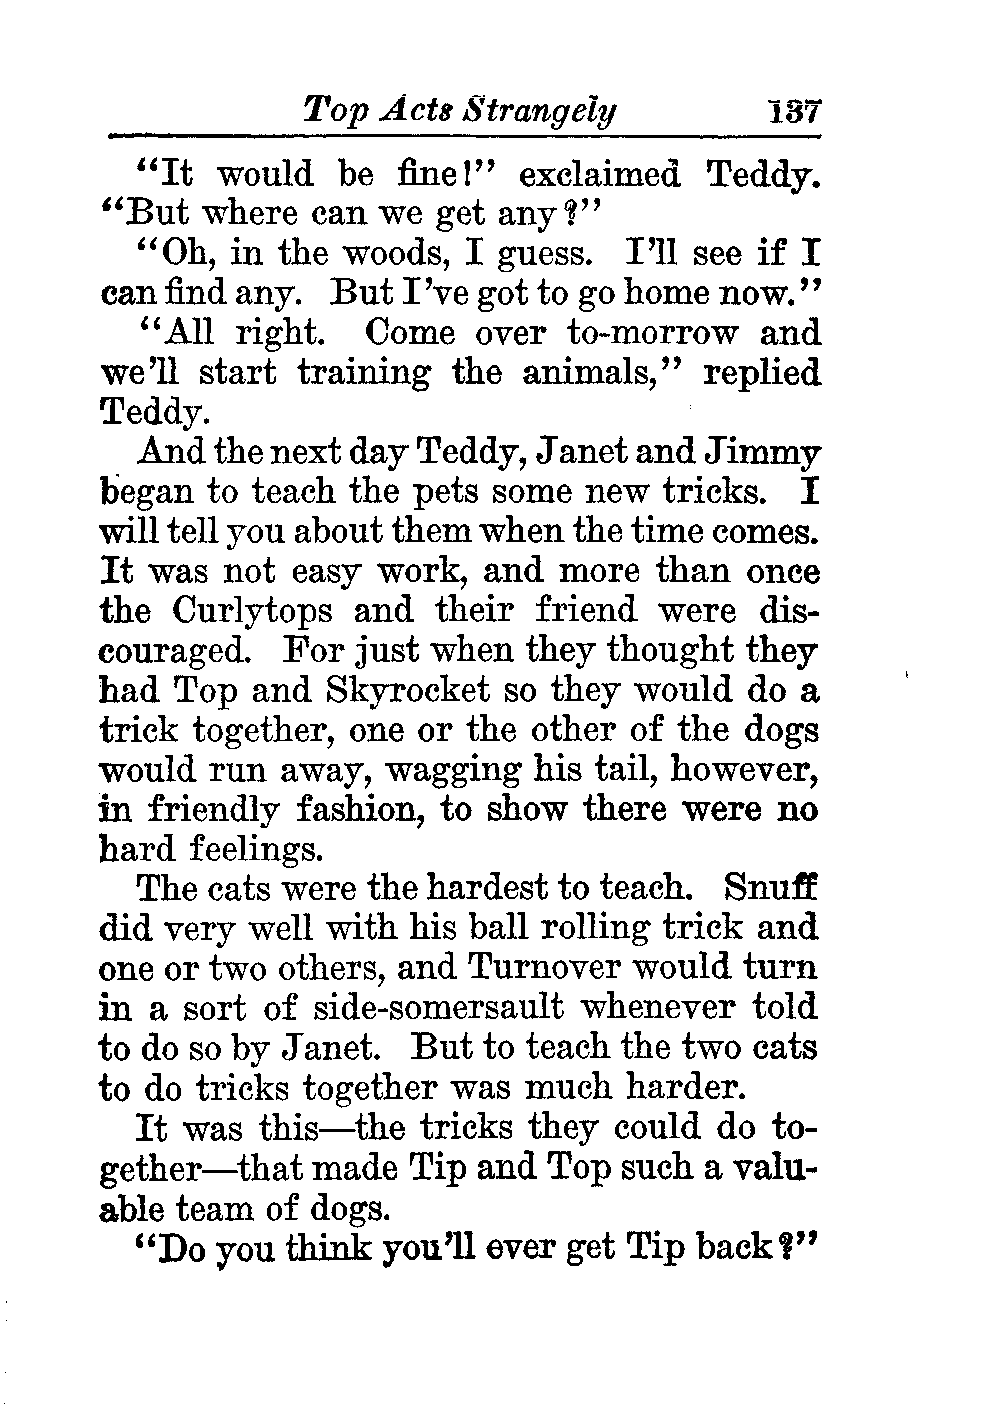 Top Acts Strangely 137
“It would be fine!” exclaimed Teddy.
“But where can we get any?”
“Oh, in the woods, I guess. I’ll see if I
can find any. But I’ve got to go home now.”
“All right. Come over to-morrow and
we’ll start training the animals,” replied
Teddy.
And the next day Teddy, Janet and Jimmy
began to teach the pets some new tricks. I
will tell you about them when the time comes.
It was not easy work, and more than once
the Curlytops and their friend were dis-
couraged. For just when they thought they
had Top and Skyrocket so they would do a
trick together, one or the other of the dogs
would run away, wagging his tail, however,
in friendly fashion, to show there were no
hard feelings.
The cats were the hardest to teach. Snuff
did very well with his ball rolling trick and
one or two others, and Turnover would turn
in a sort of side-somersault whenever told
to do so by Janet. But to teach the two cats
to do tricks together was much harder.
It was this—the tricks they could do to-
gether—that made Tip and Top such a valu-
able team of dogs.
“Do you think you’ll ever get Tip back?”